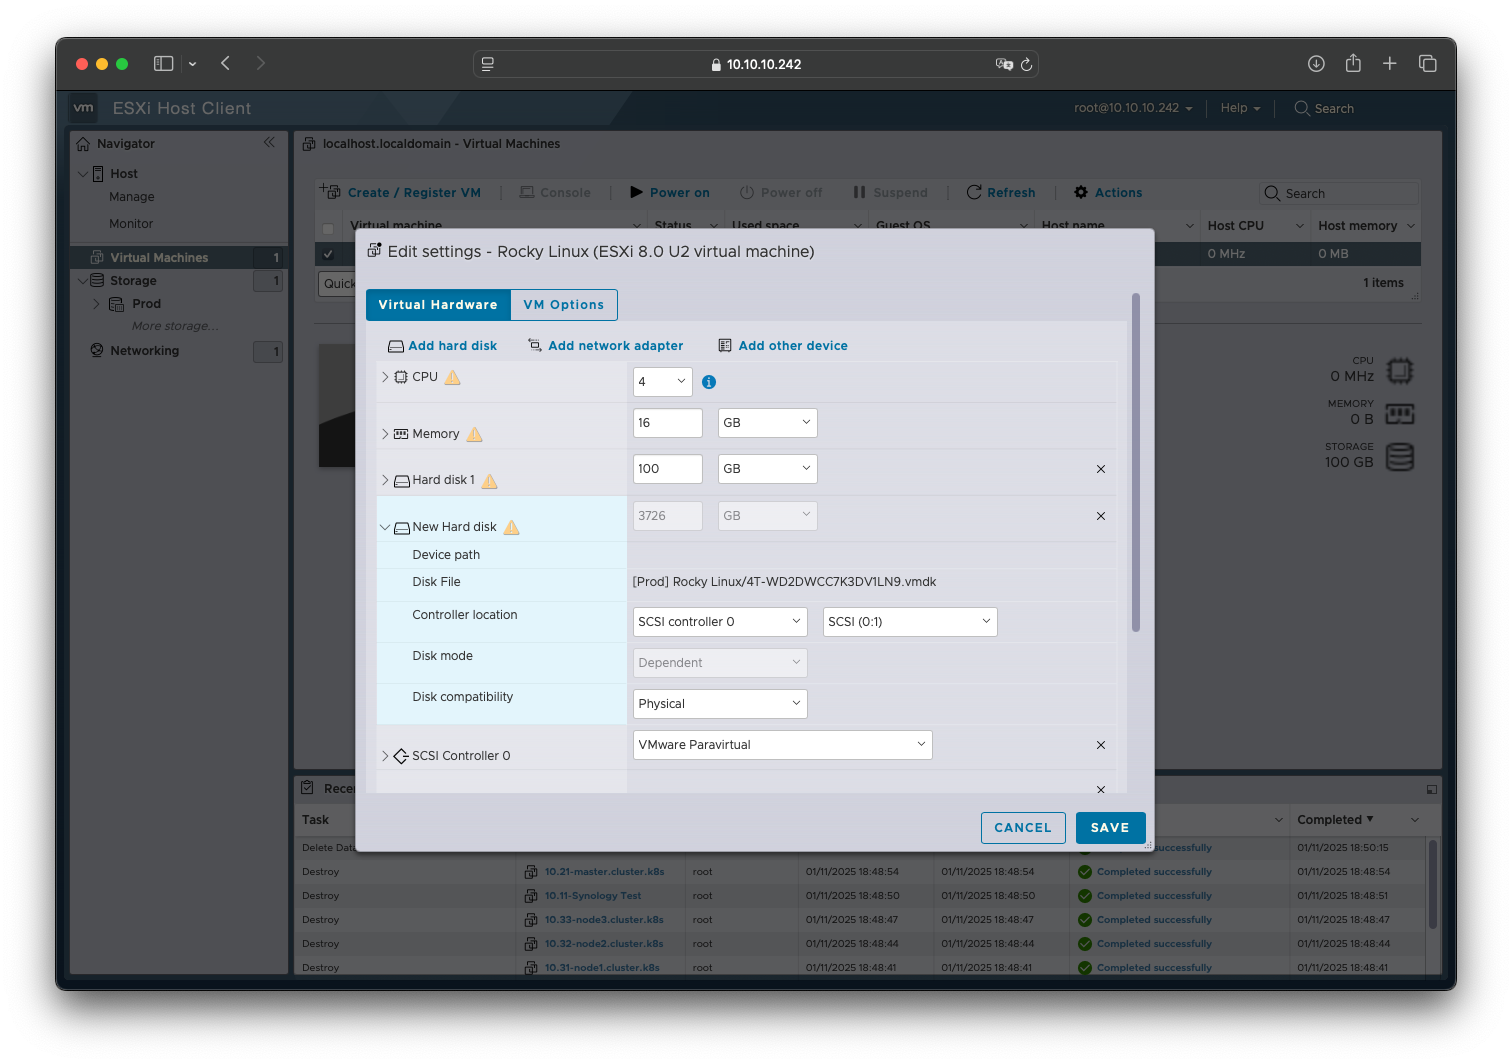 10.10.10.242
vm ESXi Host Client
root@10.10.10.242
Help
Search
Navigator
Host
Manage
Monitor
Virtual Machines 1
Storage 1
Prod
More storage...
Networking 1
localhost.localdomain - Virtual Machines
Create / Register VM
Console
Power on
Power off
Suspend
Refresh
Actions
Search
Virtual machine Status Used space Guest OS Host name Host CPU Host memory
0 MHz 0 MB
Quick
1 items
CPU
0 MHz
MEMORY
0 B
STORAGE
100 GB
Edit settings - Rocky Linux (ESXi 8.0 U2 virtual machine)
Virtual Hardware
VM Options
Add hard disk
Add network adapter
Add other device
CPU 4
Memory 16 GB
Hard disk 1 100 GB
New Hard disk 3726 GB
Device path
Disk File [Prod] Rocky Linux/4T-WD2DWCC7K3DV1LN9.vmdk
Controller location SCSI controller 0 SCSI (0:1)
Disk mode Dependent
Disk compatibility Physical
SCSI Controller 0 VMware Paravirtual
CANCEL
SAVE
Rece
Task Completed ▼
Delete Data successfully 01/11/2025 18:50:15
Destroy 10.21-master.cluster.k8s root 01/11/2025 18:48:54 01/11/2025 18:48:54 Completed successfully 01/11/2025 18:48:54
Destroy 10.11-Synology Test root 01/11/2025 18:48:50 01/11/2025 18:48:50 Completed successfully 01/11/2025 18:48:51
Destroy 10.33-node3.cluster.k8s root 01/11/2025 18:48:47 01/11/2025 18:48:47 Completed successfully 01/11/2025 18:48:47
Destroy 10.32-node2.cluster.k8s root 01/11/2025 18:48:44 01/11/2025 18:48:44 Completed successfully 01/11/2025 18:48:44
Destroy 10.31-node1.cluster.k8s root 01/11/2025 18:48:41 01/11/2025 18:48:41 Completed successfully 01/11/2025 18:48:41